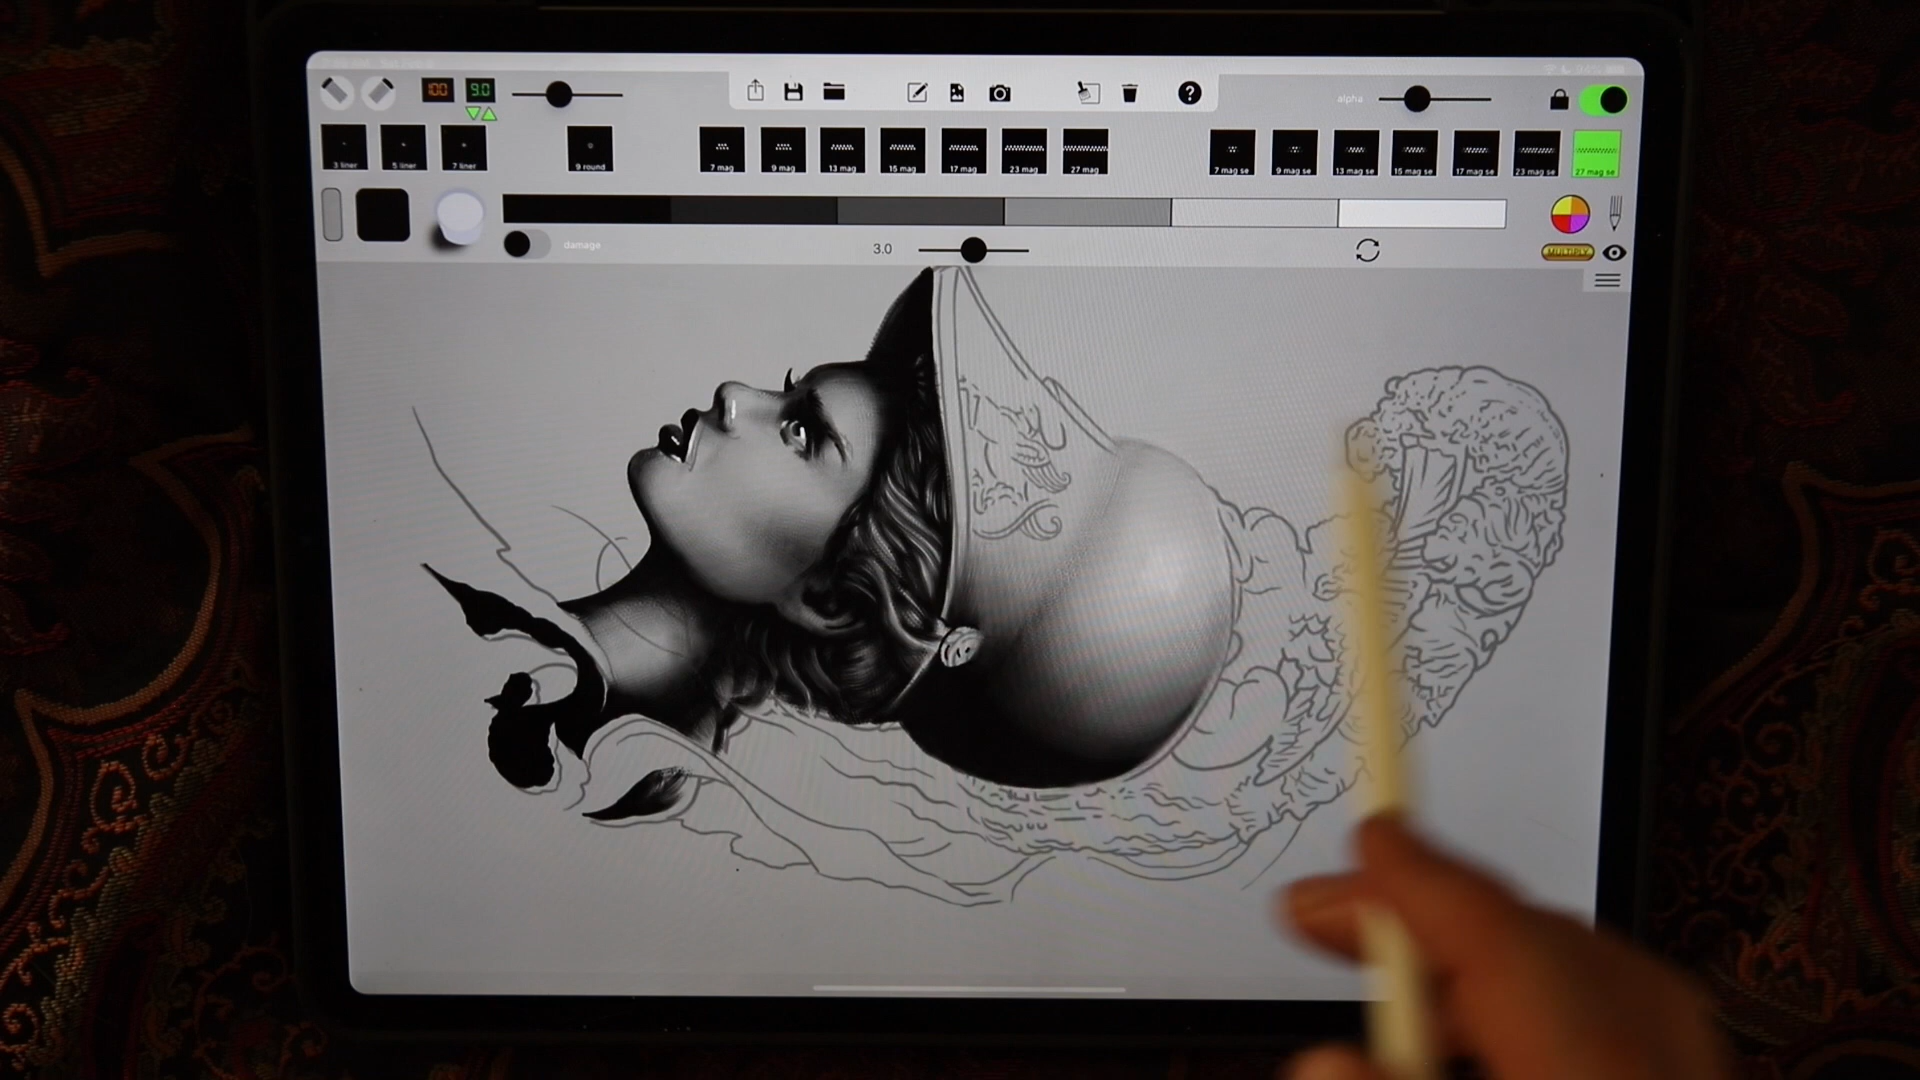 100 9.0 alpha
3 liner 5 liner 7 liner 9 round 7 mag 9 mag 13 mag 15 mag 17 mag 23 mag 27 mag 7 mag se 9 mag se 13 mag se 15 mag se 17 mag se 23 mag se 27 mag se
damage 3.0 MULTIPLY